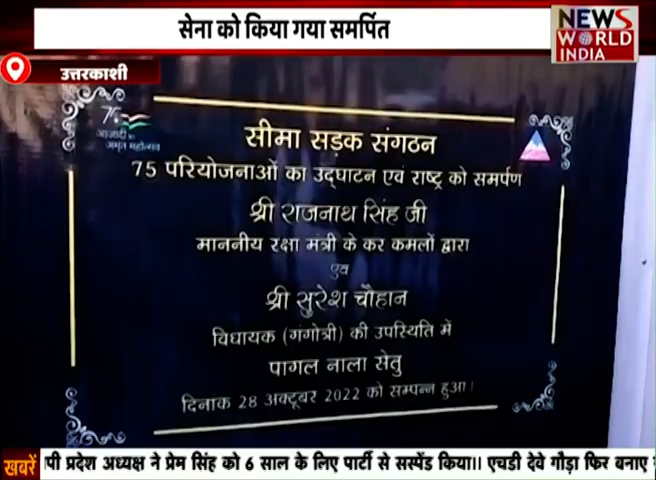 सेना को किया गया समर्पित
NEWS
WORLD
INDIA
उत्तरकाशी
आज़ादी का
अमृत महोत्सव
सीमा सड़क संगठन
75 परियोजनाओं का उद्घाटन एवं राष्ट्र को समर्पण
श्री राजनाथ सिंह जी
माननीय रक्षा मंत्री के कर कमलों द्वारा
एवं
श्री सुरेश चौहान
विधायक (गंगोत्री) की उपस्थिति में
पागल नाला सेतु
दिनाक 28 अक्टूबर 2022 को सम्पन्न हुआ।
खबरें
पी प्रदेश अध्यक्ष ने प्रेम सिंह को 6 साल के लिए पार्टी से सस्पेंड किया।। एचडी देवे गौड़ा फिर बनाए